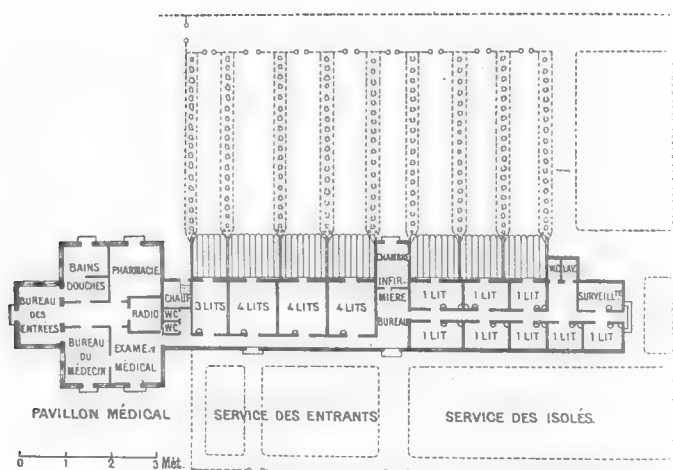 BAINS
DOUCHES
PHARMACIE
BUREAU
DES
ENTRÉES
RADIO
CHAUF
WC
WC
BUREAU
DU
MÉDECIN
EXAMEN
MÉDICAL
3 LITS
4 LITS
4 LITS
4 LITS
CHAMBRE
INFIR-
MIÈRE
BUREAU
1 LIT
1 LIT
1 LIT
W.C.
LAV.
SURVEILLTE
1 LIT
1 LIT
1 LIT
1 LIT
1 LIT
PAVILLON MÉDICAL
SERVICE DES ENTRANTS
SERVICE DES ISOLÉS.
0 1 2 3 Mèt.